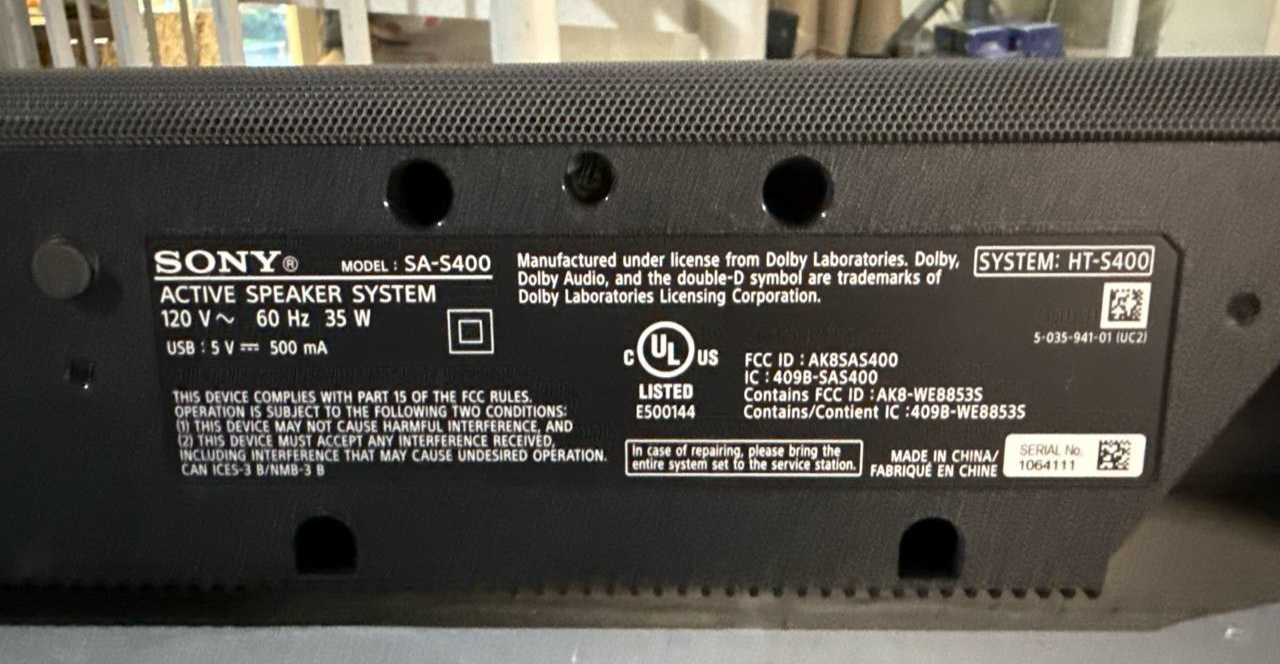 SONY® MODEL : SA-S400
ACTIVE SPEAKER SYSTEM
120 V~ 60 Hz 35 W
USB : 5 V⎓ 500 mA
THIS DEVICE COMPLIES WITH PART 15 OF THE FCC RULES.
OPERATION IS SUBJECT TO THE FOLLOWING TWO CONDITIONS:
(1) THIS DEVICE MAY NOT CAUSE HARMFUL INTERFERENCE, AND
(2) THIS DEVICE MUST ACCEPT ANY INTERFERENCE RECEIVED,
INCLUDING INTERFERENCE THAT MAY CAUSE UNDESIRED OPERATION.
CAN ICES-3 B/NMB-3 B
Manufactured under license from Dolby Laboratories. Dolby,
Dolby Audio, and the double-D symbol are trademarks of
Dolby Laboratories Licensing Corporation.
SYSTEM: HT-S400
5-035-941-01 (UC2)
C UL US
LISTED
E500144
FCC ID : AK8SAS400
IC : 409B-SAS400
Contains FCC ID : AK8-WE8853S
Contains/Contient IC :409B-WE8853S
In case of repairing, please bring the
entire system set to the service station.
MADE IN CHINA/
FABRIQUÉ EN CHINE
SERIAL No.
1064111